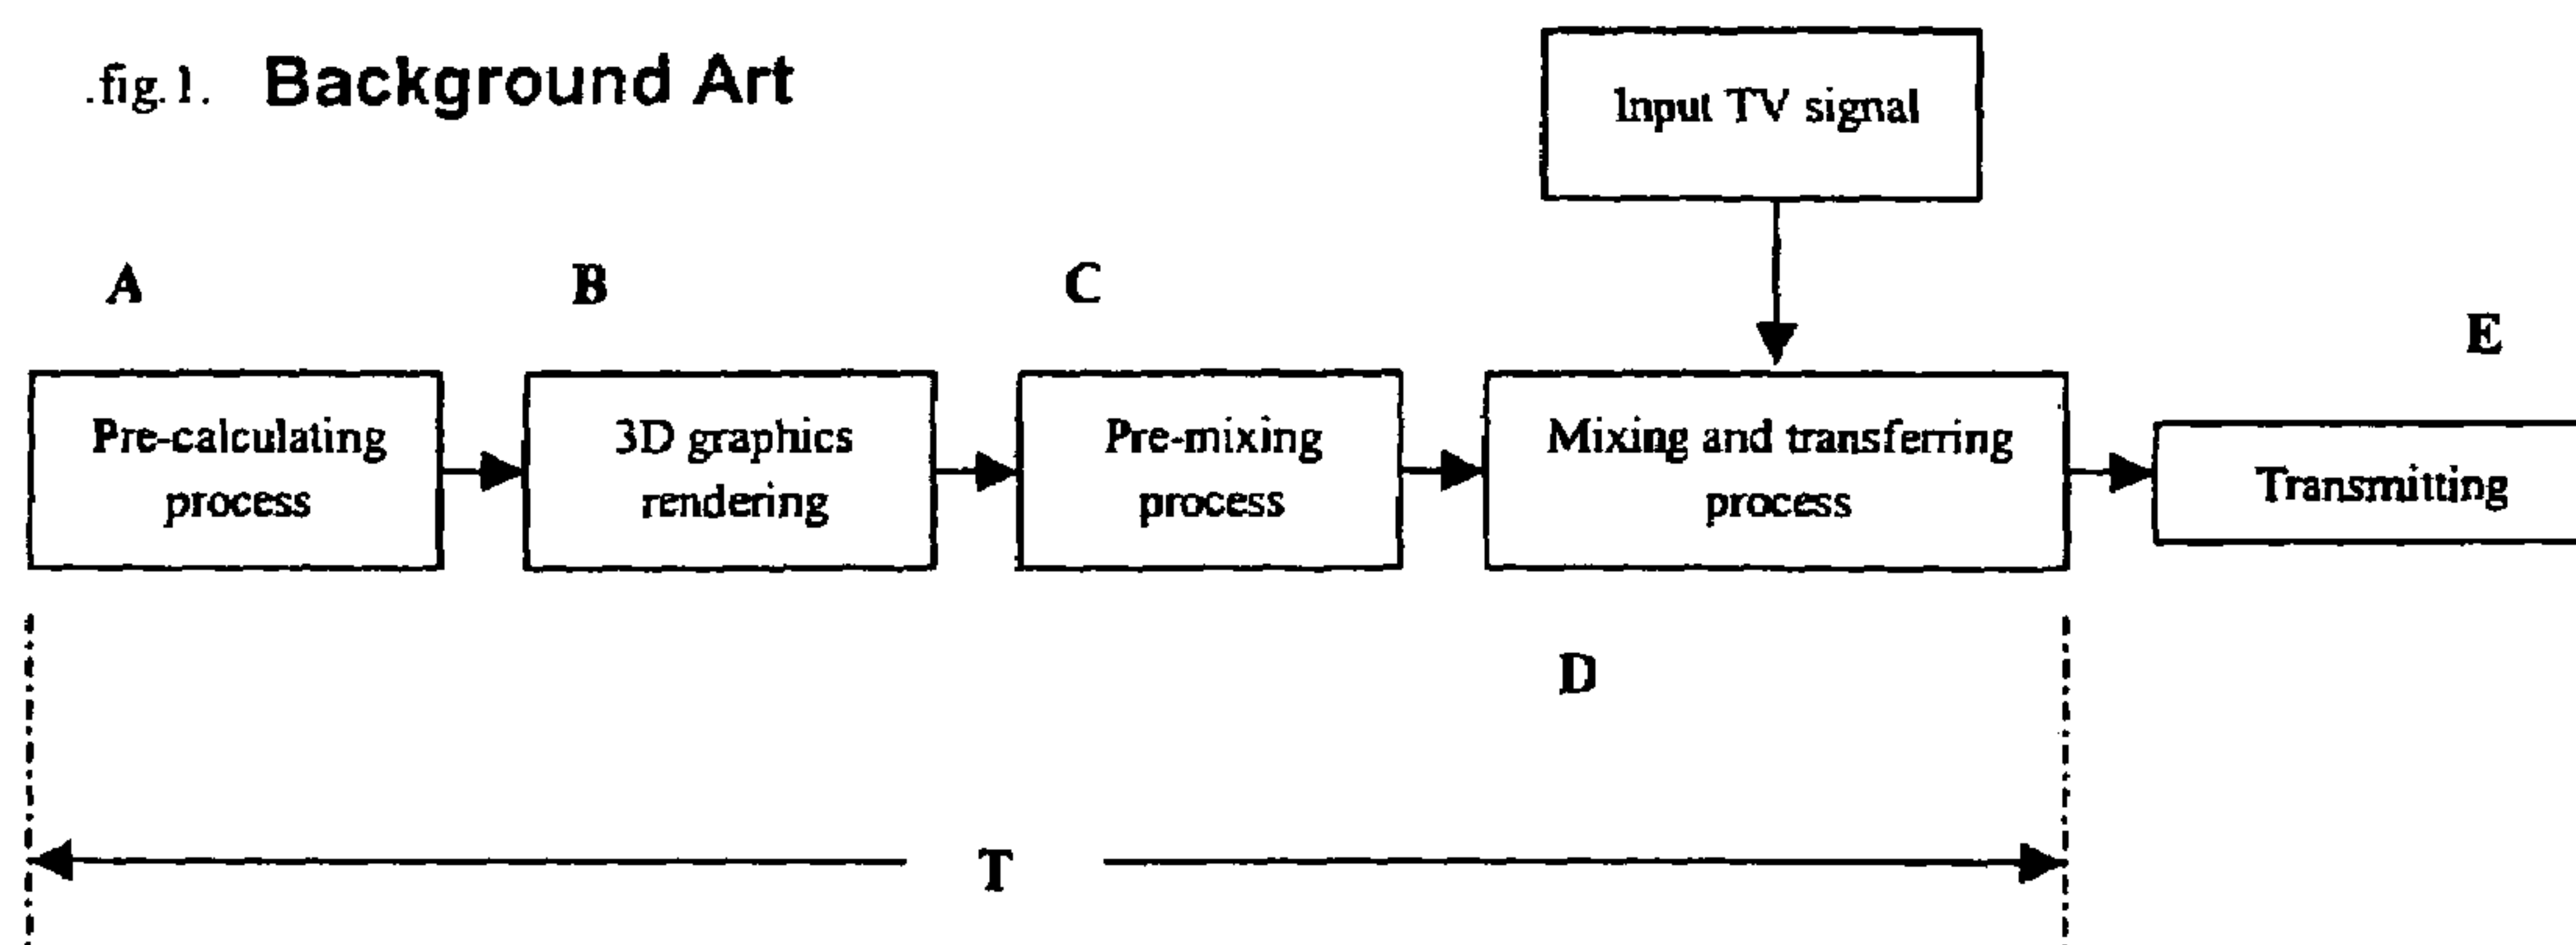 .fig.1. Background Art
Input TV signal
A
B
C
E
Pre-calculating
process
3D graphics
rendering
Pre-mixing
process
Mixing and transferring
process
Transmitting
D
T